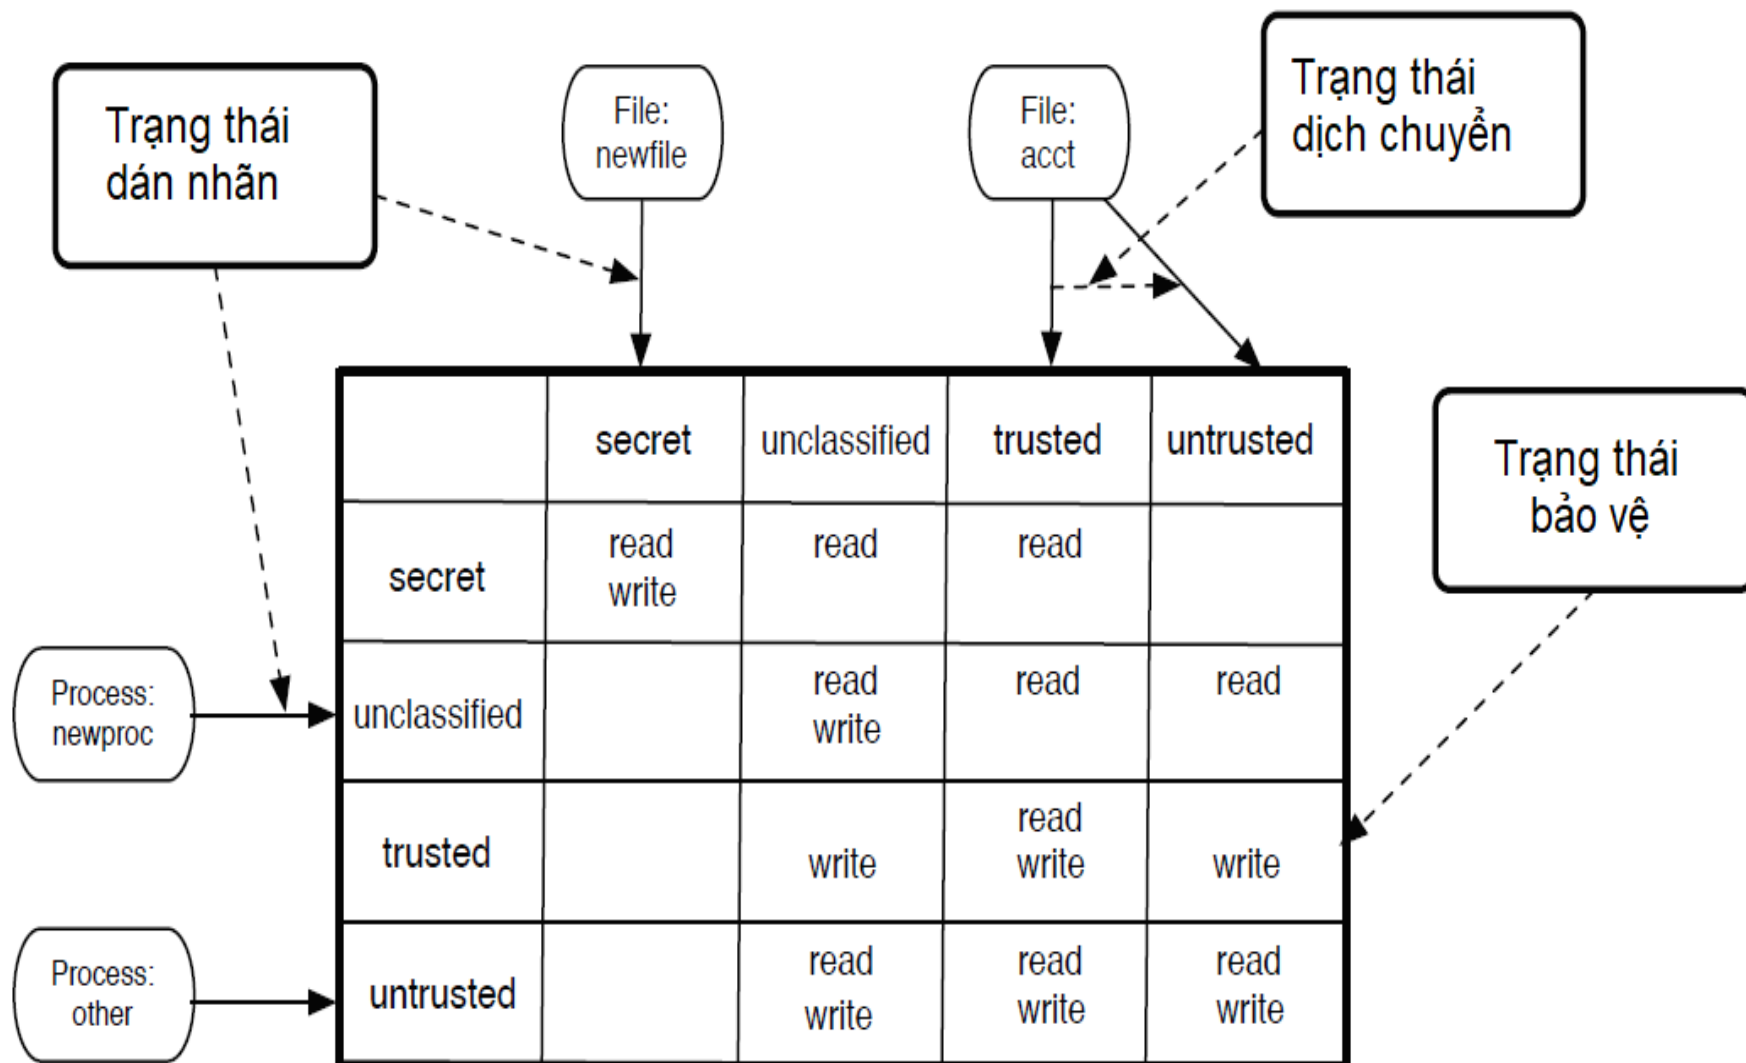 Trạng thái
dán nhãn
File:
newfile
File:
acct
Trạng thái
dịch chuyển
secret
unclassified
trusted
untrusted
Trạng thái
bảo vệ
secret
read
write
read
read
Process:
newproc
unclassified
read
write
read
read
trusted
write
read
write
write
Process:
other
untrusted
read
write
read
write
read
write